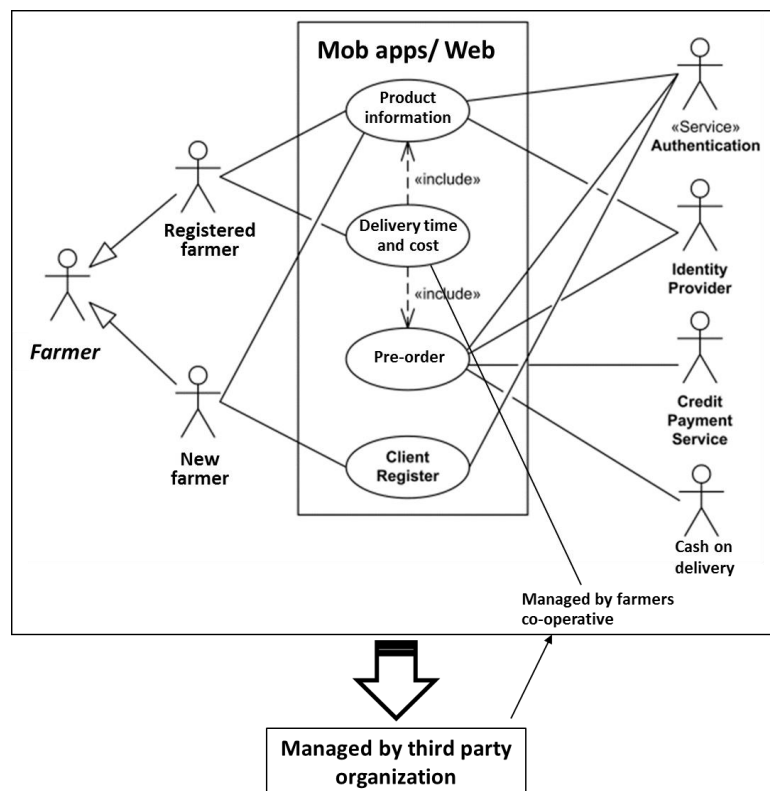 Mob apps/ Web
Product
information
«include»
Delivery time
and cost
«include»
Pre-order
Client
Register
Registered
farmer
Farmer
New
farmer
«Service»
Authentication
Identity
Provider
Credit
Payment
Service
Cash on
delivery
Managed by farmers
co-operative
Managed by third party
organization